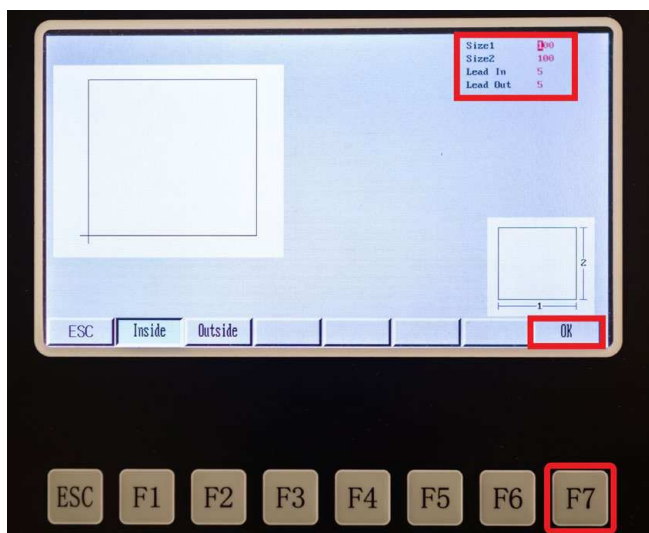 Size1 100
Size2 100
Lead In 5
Lead Out 5
2
1
ESC Inside Outside OK
ESC F1 F2 F3 F4 F5 F6 F7